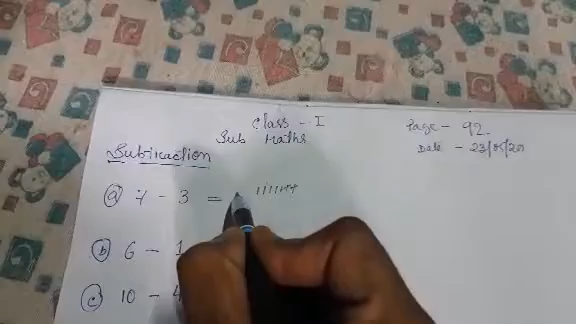 Class - I
Sub Maths
Page - 92.
Date - 23/05/20
Subtraction
(a) 7 - 3 =
(b) 6 - 1
(c) 10 - 4